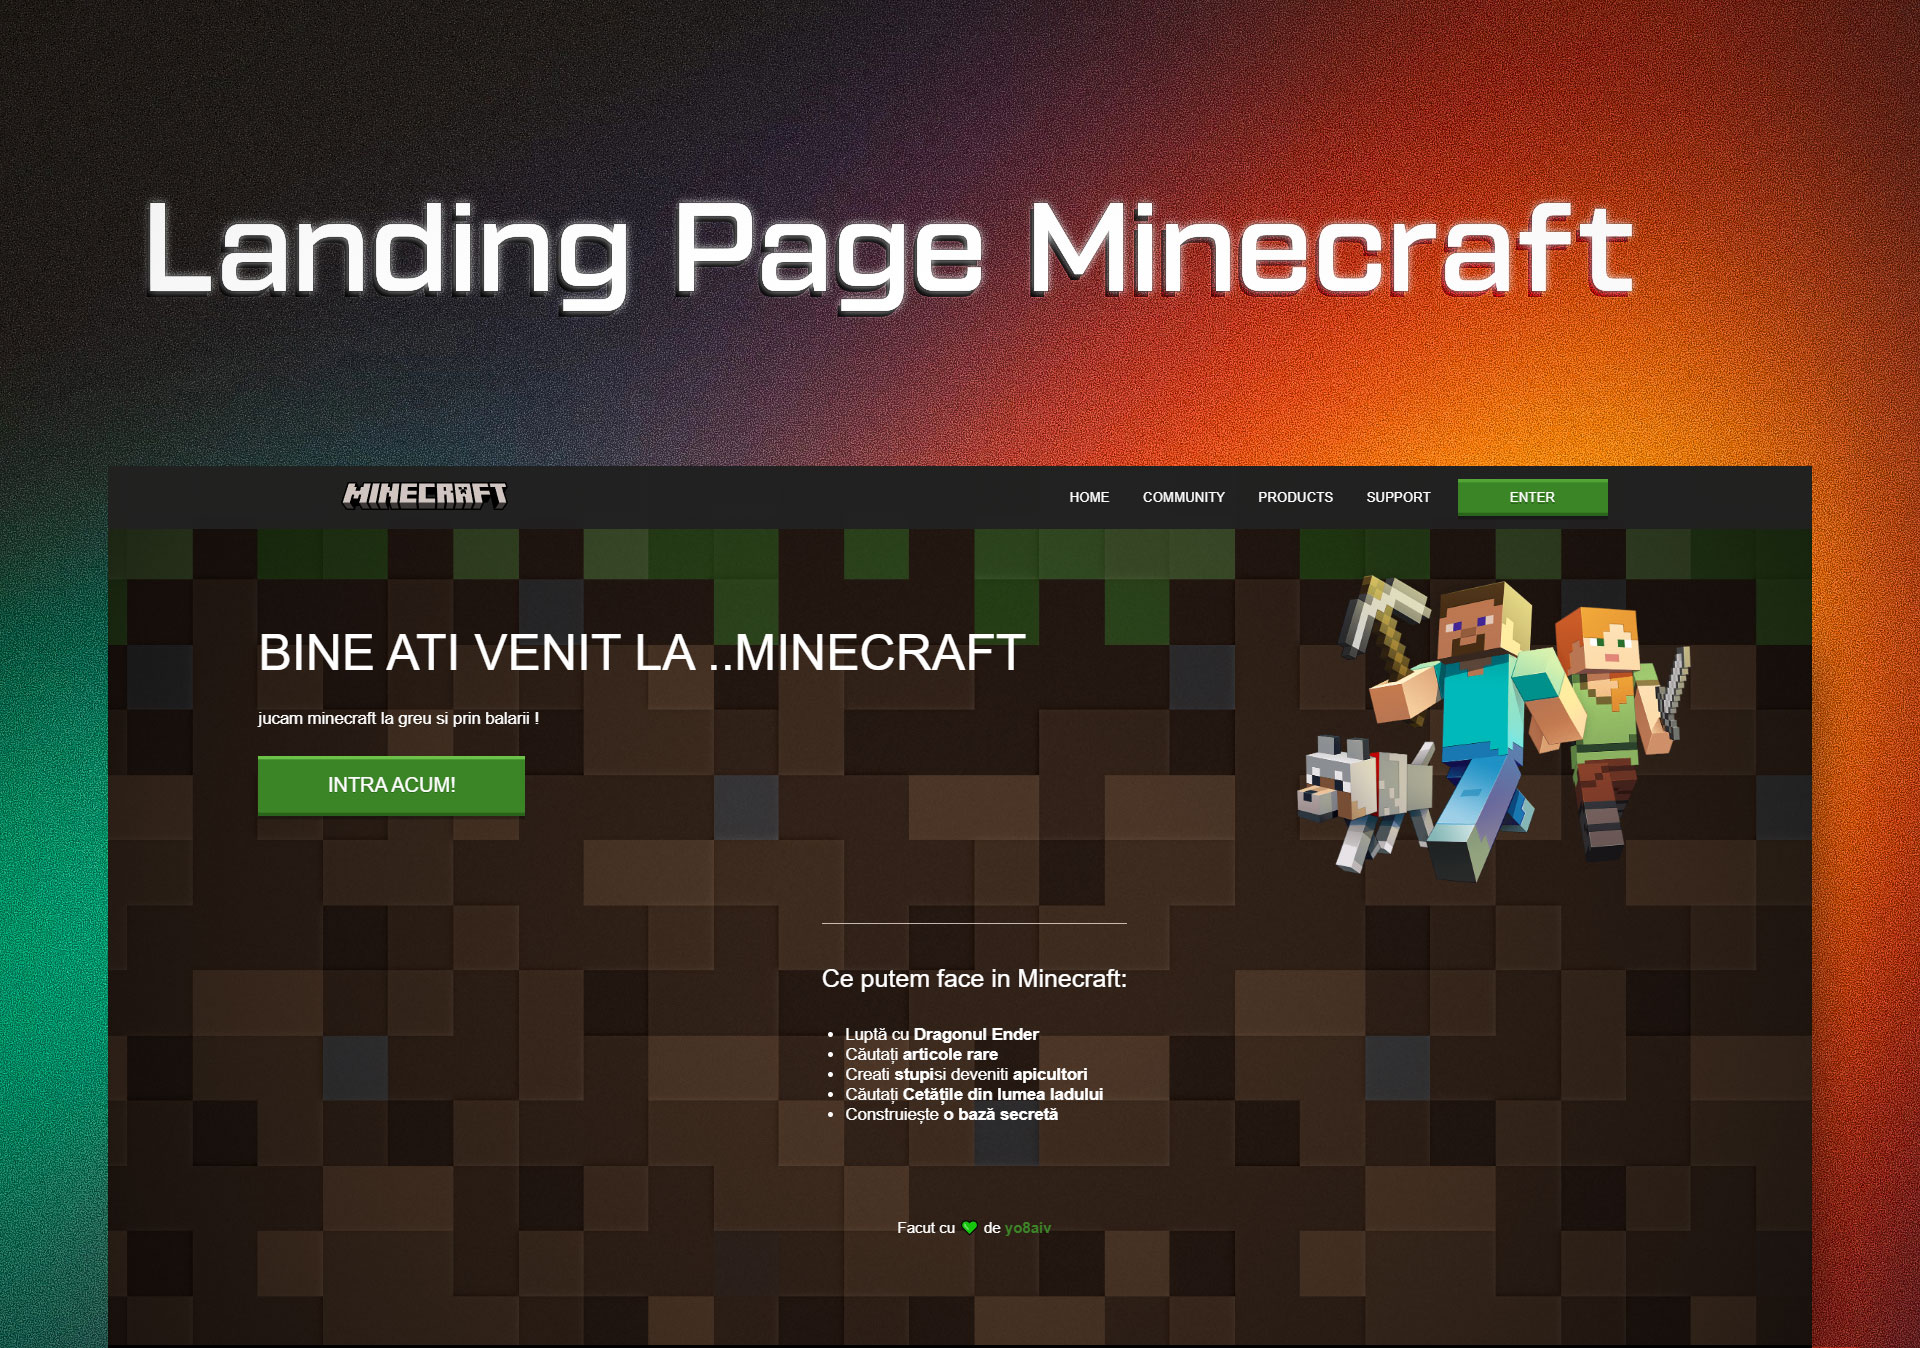 Landing Page Minecraft
MINECRAFT
HOME COMMUNITY PRODUCTS SUPPORT ENTER
BINE ATI VENIT LA ..MINECRAFT
jucam minecraft la greu si prin balarii !
INTRA ACUM!
Ce putem face in Minecraft:
• Luptă cu Dragonul Ender
• Căutați articole rare
• Creati stupisi deveniti apicultori
• Căutați Cetățile din lumea Iadului
• Construiește o bază secretă
Facut cu 💚 de yo8aiv